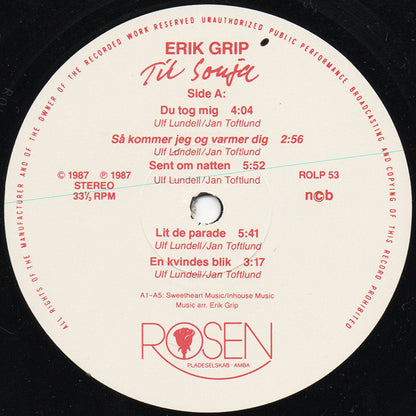 ALL RIGHTS OF THE MANUFACTURER AND OF THE OWNER OF THE RECORDED WORK RESERVED UNAUTHORIZED PUBLIC PERFORMANCE BROADCASTING AND COPYING OF THIS RECORD PROHIBITED
ERIK GRIP
Til Sonja
Side A:
Du tog mig 4:04
Ulf Lundell/Jan Toftlund
Så kommer jeg og varmer dig 2:56
Ulf Lundell/Jan Toftlund
Sent om natten 5:52
Ulf Lundell/Jan Toftlund
© 1987 ℗ 1987
STEREO
33⅓ RPM
ROLP 53
ncb
Lit de parade 5:41
Ulf Lundell/Jan Toftlund
En kvindes blik 3:17
Ulf Lundell/Jan Toftlund
A1–A5: Sweetheart Music/Inhouse Music
Music arr. Erik Grip
ROSEN
PLADESELSKAB · AMBA